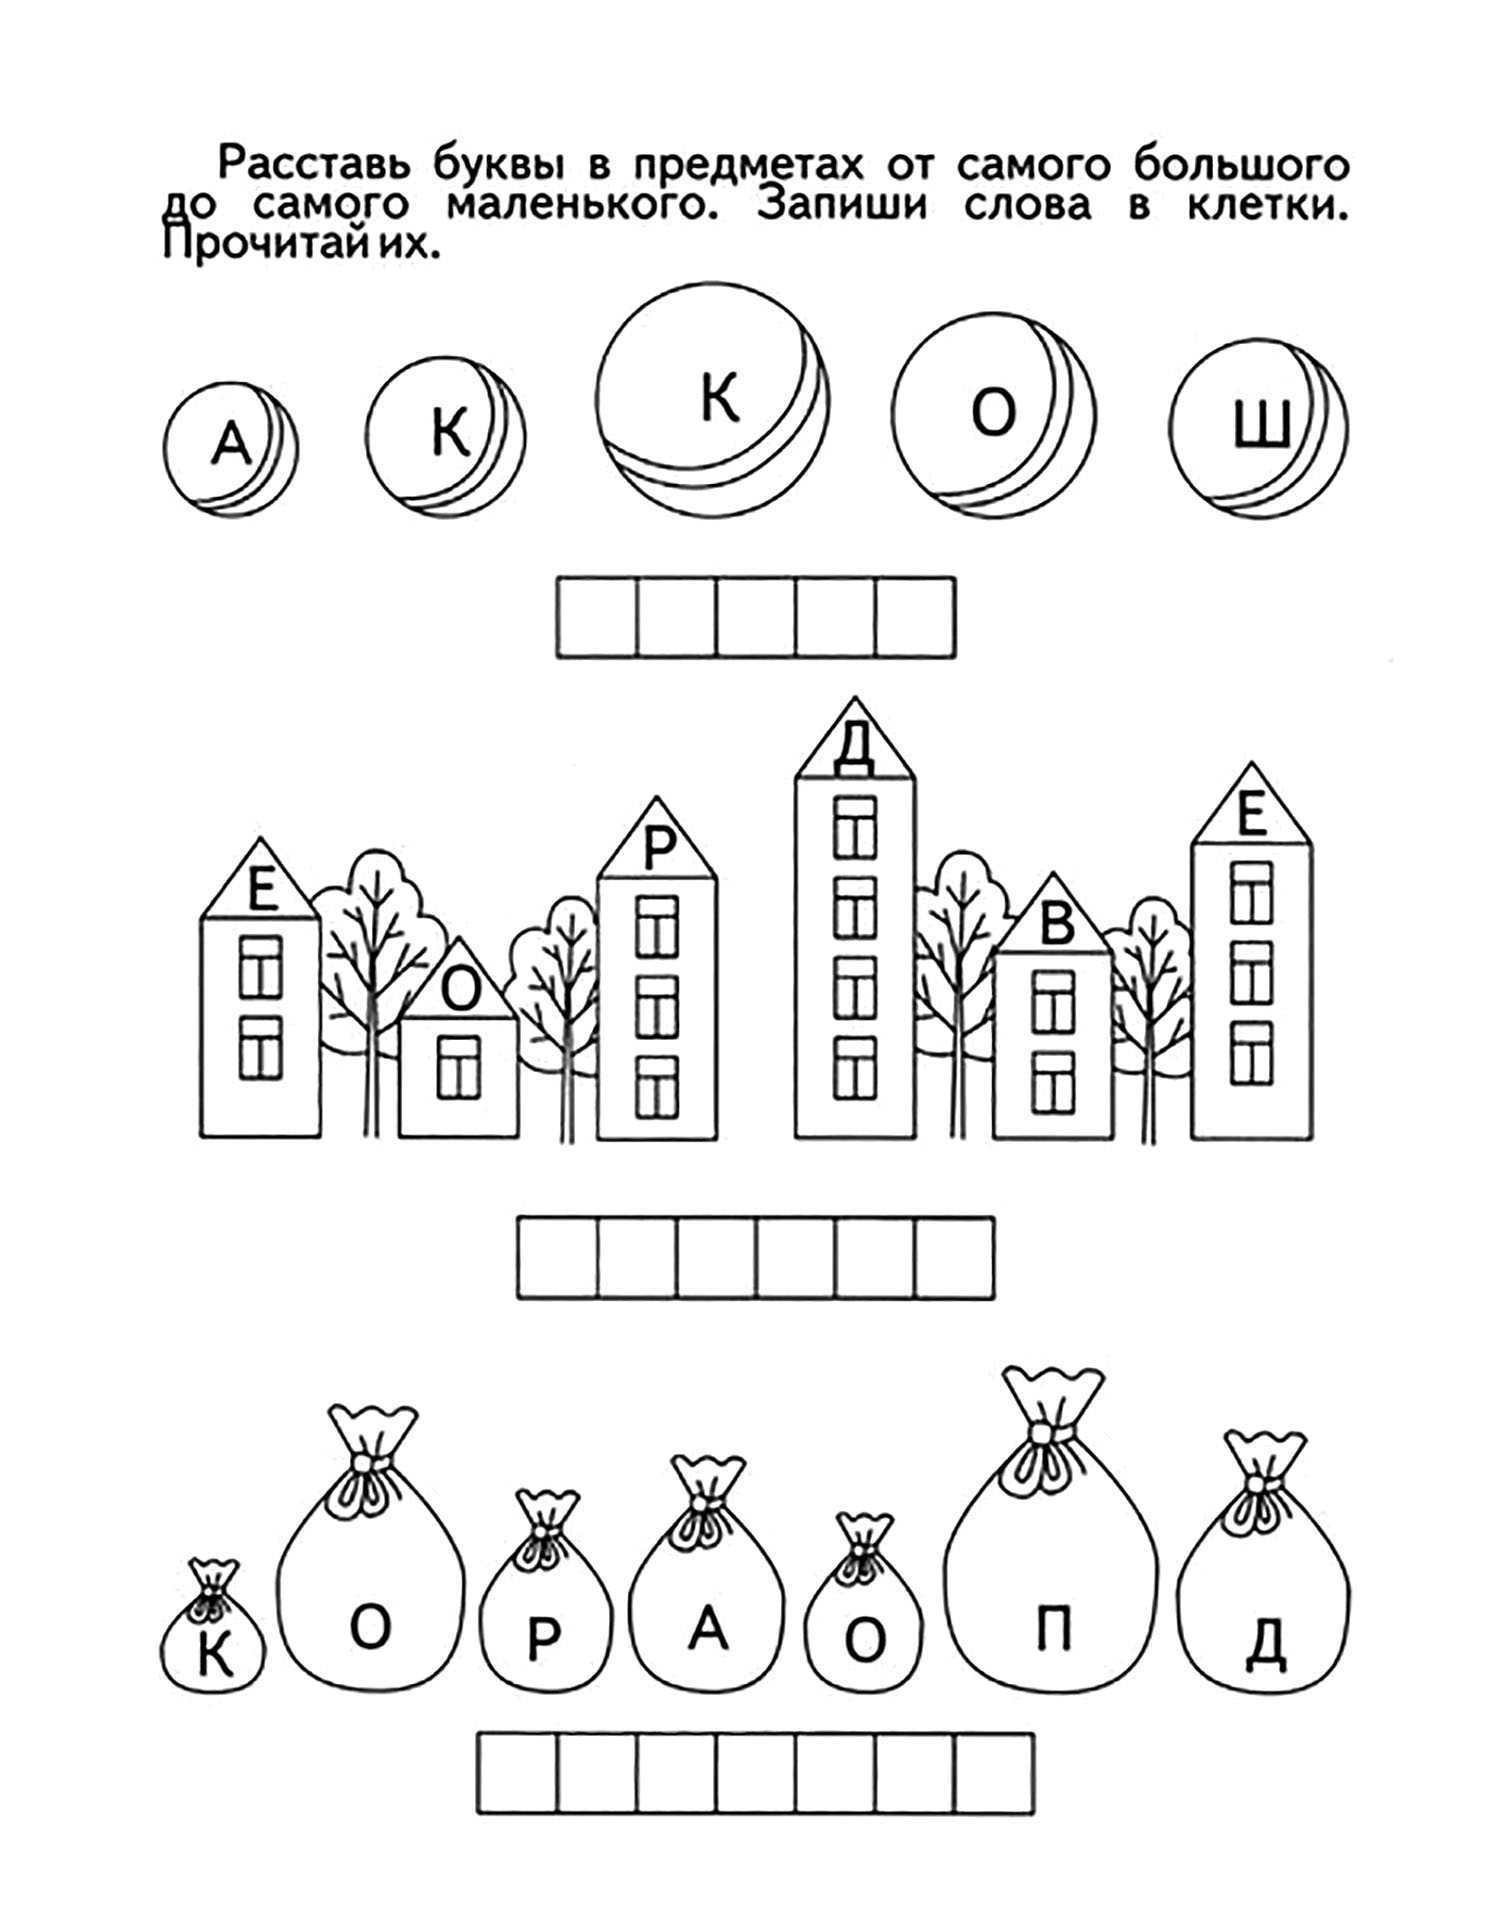 Расставь буквы в предметах от самого большого
до самого маленького. Запиши слова в клетки.
Прочитай их.
А К К О Ш
Е О Р Д В Е
К О Р А О П Д